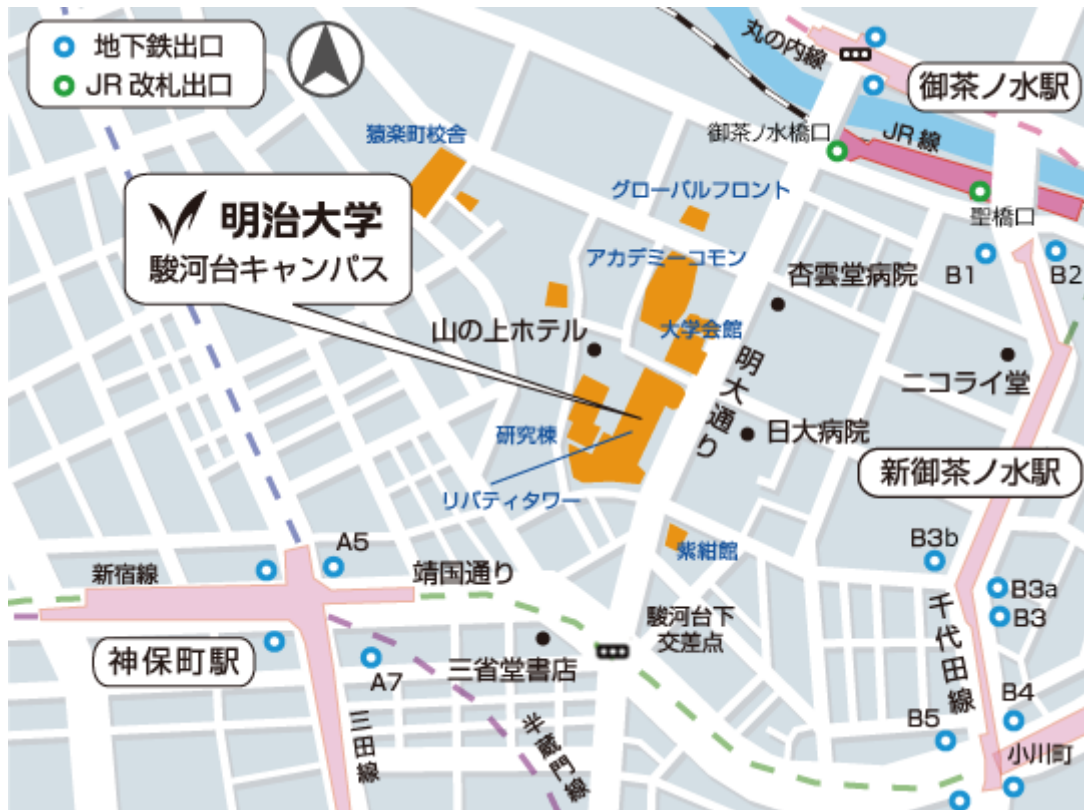 地下鉄出口
JR改札出口
丸の内線
御茶ノ水駅
御茶ノ水橋口
JR線
猿楽町校舎
グローバルフロント
聖橋口
明治大学
駿河台キャンパス
アカデミーコモン
B1
B2
杏雲堂病院
大学会館
山の上ホテル
明大通り
ニコライ堂
研究棟
日大病院
リバティタワー
新御茶ノ水駅
紫紺館
B3b
A5
新宿線
靖国通り
B3a
B3
千代田線
駿河台下
交差点
神保町駅
三省堂書店
A7
三田線
半蔵門線
B4
B5
小川町